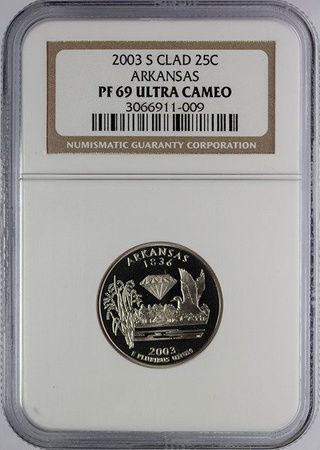 2003 S CLAD 25C
ARKANSAS
PF 69 ULTRA CAMEO
3066911-009
NUMISMATIC GUARANTY CORPORATION
ARKANSAS
1836
2003
E PLURIBUS UNUM